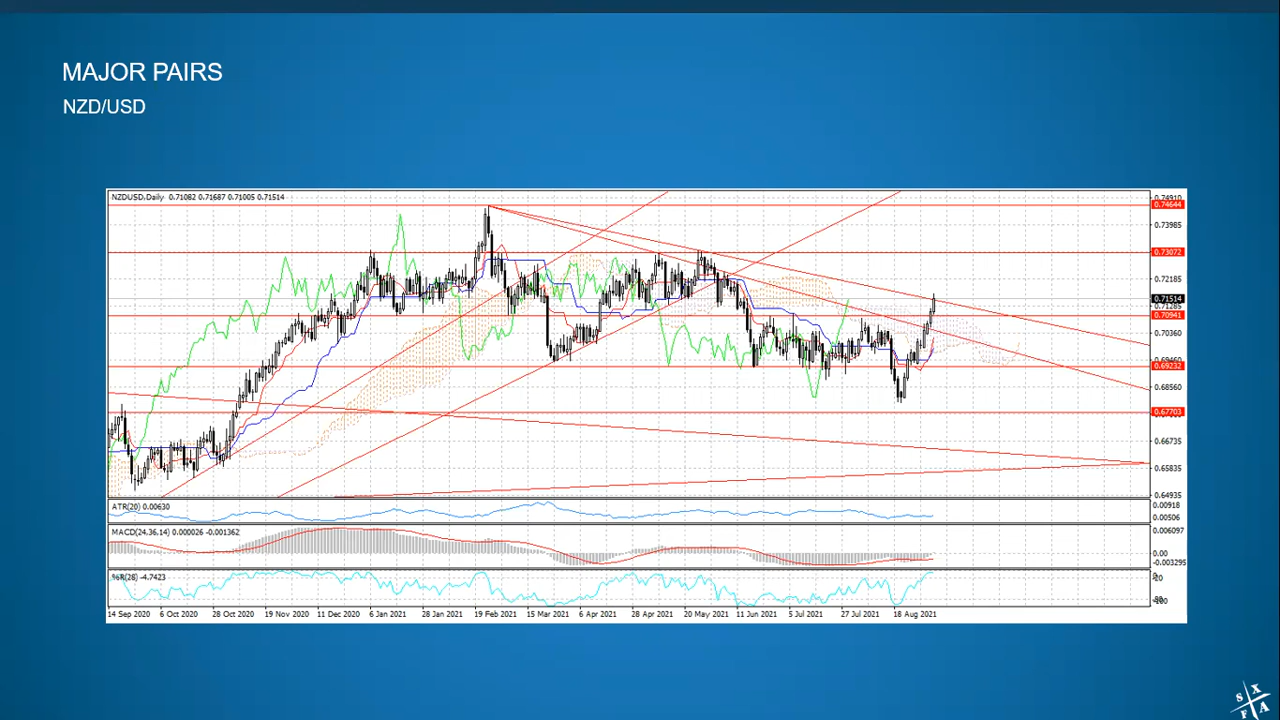 MAJOR PAIRS
NZD/USD
NZDUSD,Daily 0.71082 0.71687 0.71005 0.71514
0.74910
0.74644
0.73985
0.73072
0.72185
0.71514
0.71285
0.70941
0.70360
0.69460
0.69232
0.68560
0.67703
0.66735
0.65835
0.64935
ATR(20) 0.00630
0.00918
0.00506
MACD(24,36,14) 0.000026 -0.001362
0.006097
0.00
-0.003295
%R(28) -4.7423
-100
14 Sep 2020 6 Oct 2020 28 Oct 2020 19 Nov 2020 11 Dec 2020 6 Jan 2021 28 Jan 2021 19 Feb 2021 15 Mar 2021 6 Apr 2021 28 Apr 2021 20 May 2021 11 Jun 2021 5 Jul 2021 27 Jul 2021 18 Aug 2021
S X
F A